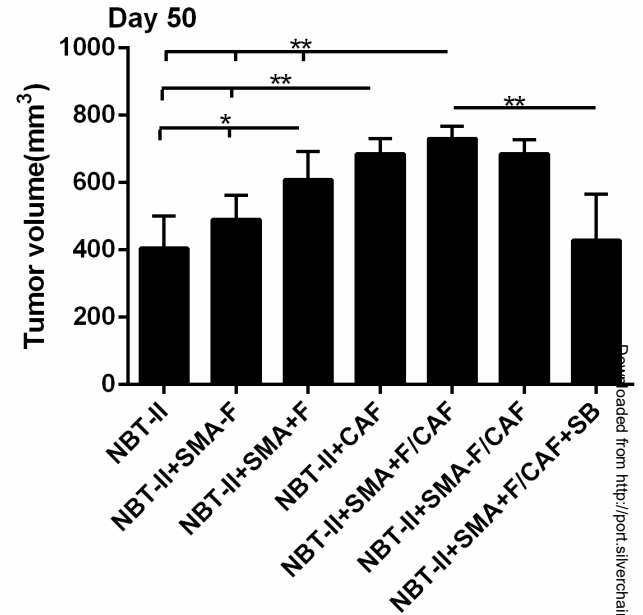 Day 50
Tumor volume(mm³)
1000
800
600
400
200
0
**
**
*
**
NBT-II
NBT-II+SMA-F
NBT-II+SMA+F
NBT-II+CAF
NBT-II+SMA+F/CAF
NBT-II+SMA-F/CAF
NBT-II+SMA+F/CAF+SB
Downloaded from http://port.silverchair